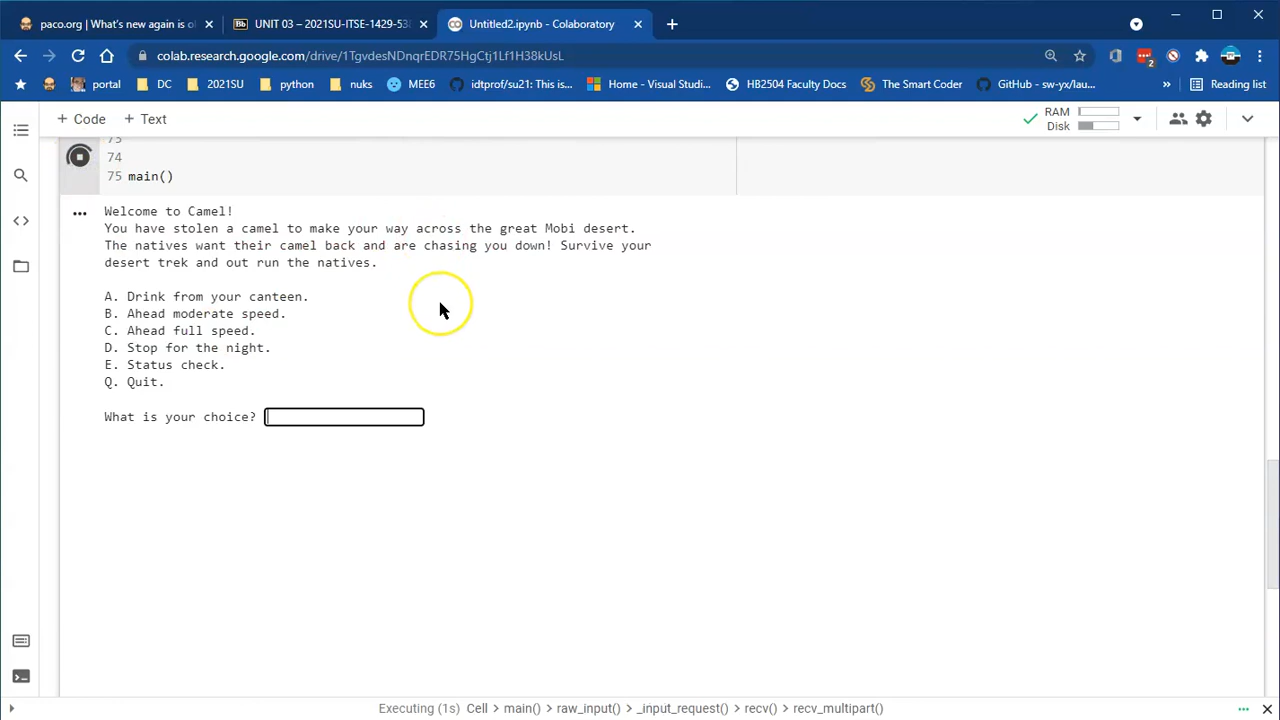 paco.org | What's new again is ol
UNIT 03 – 2021SU-ITSE-1429-53
Untitled2.ipynb - Colaboratory
colab.research.google.com/drive/1TgvdesNDnqrEDR75HgCtj1Lf1H38kUsL
portal
DC
2021SU
python
nuks
MEE6
idtprof/su21: This is...
Home - Visual Studi...
HB2504 Faculty Docs
The Smart Coder
GitHub - sw-yx/lau...
»
Reading list
+ Code
+ Text
RAM
Disk
73
74
75 main()
Welcome to Camel!
You have stolen a camel to make your way across the great Mobi desert.
The natives want their camel back and are chasing you down! Survive your
desert trek and out run the natives.
A. Drink from your canteen.
B. Ahead moderate speed.
C. Ahead full speed.
D. Stop for the night.
E. Status check.
Q. Quit.
What is your choice?
Executing (1s) Cell > main() > raw_input() > _input_request() > recv() > recv_multipart()